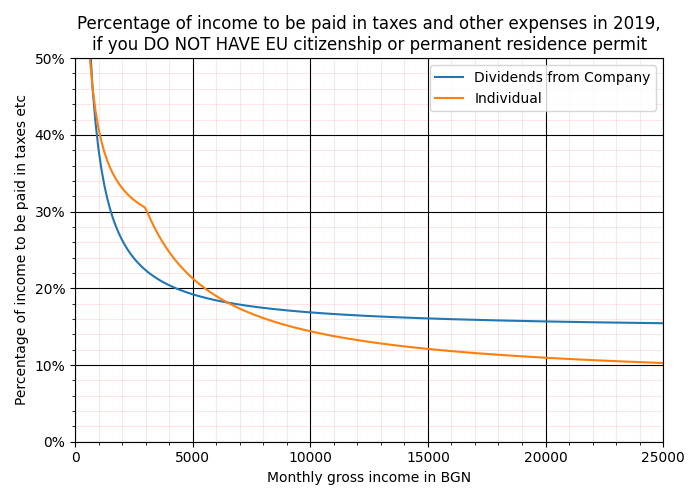 Percentage of income to be paid in taxes and other expenses in 2019,
if you DO NOT HAVE EU citizenship or permanent residence permit
Percentage of income to be paid in taxes etc
50%
40%
30%
20%
10%
0%
Dividends from Company
Individual
0
5000
10000
15000
20000
25000
Monthly gross income in BGN